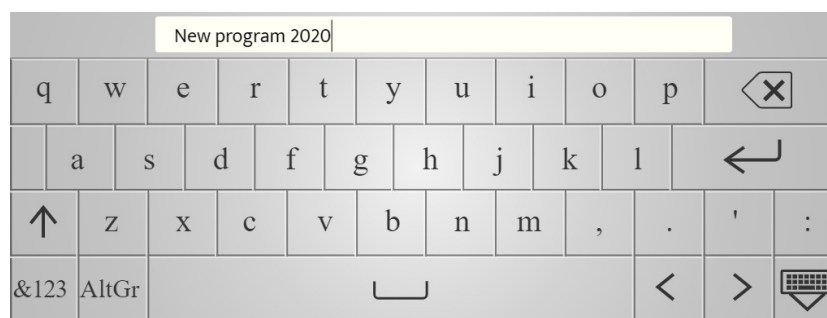 New program 2020
q w e r t y u i o p
a s d f g h j k l
z x c v b n m , . ' :
&123 AltGr < >